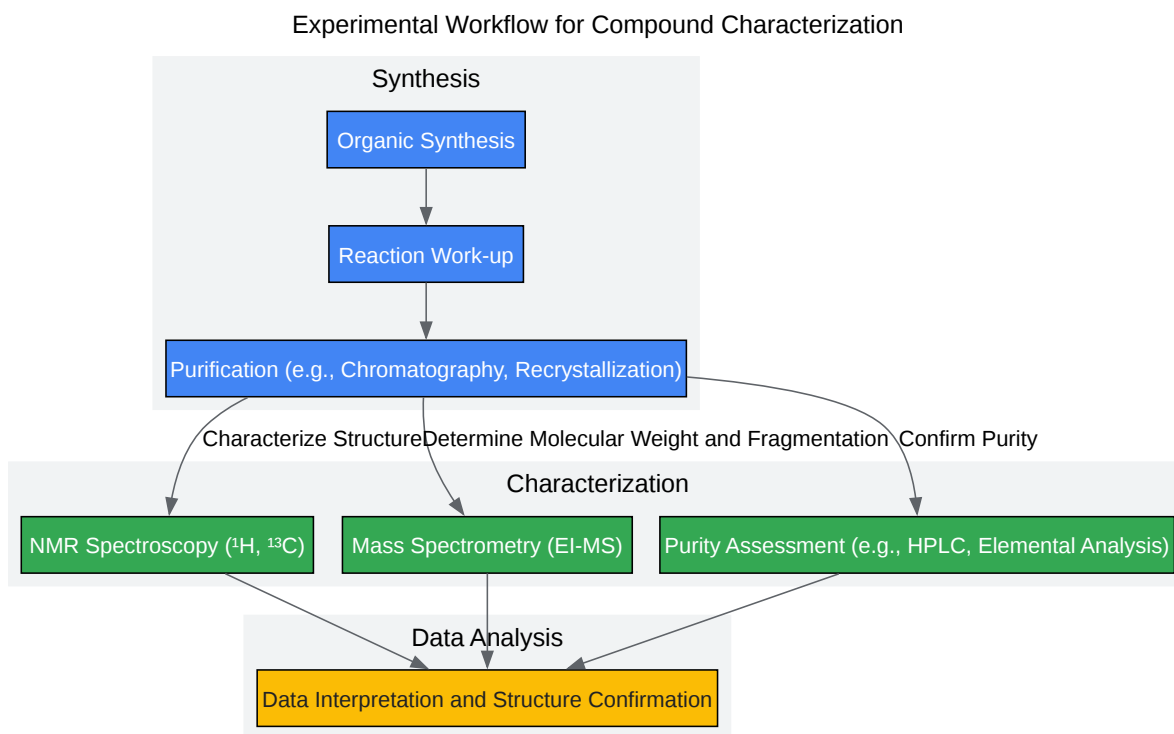 Experimental Workflow for Compound Characterization
Synthesis
Organic Synthesis
Reaction Work-up
Purification (e.g., Chromatography, Recrystallization)
Characterize Structure
Determine Molecular Weight and Fragmentation
Confirm Purity
Characterization
NMR Spectroscopy (¹H, ¹³C)
Mass Spectrometry (EI-MS)
Purity Assessment (e.g., HPLC, Elemental Analysis)
Data Analysis
Data Interpretation and Structure Confirmation